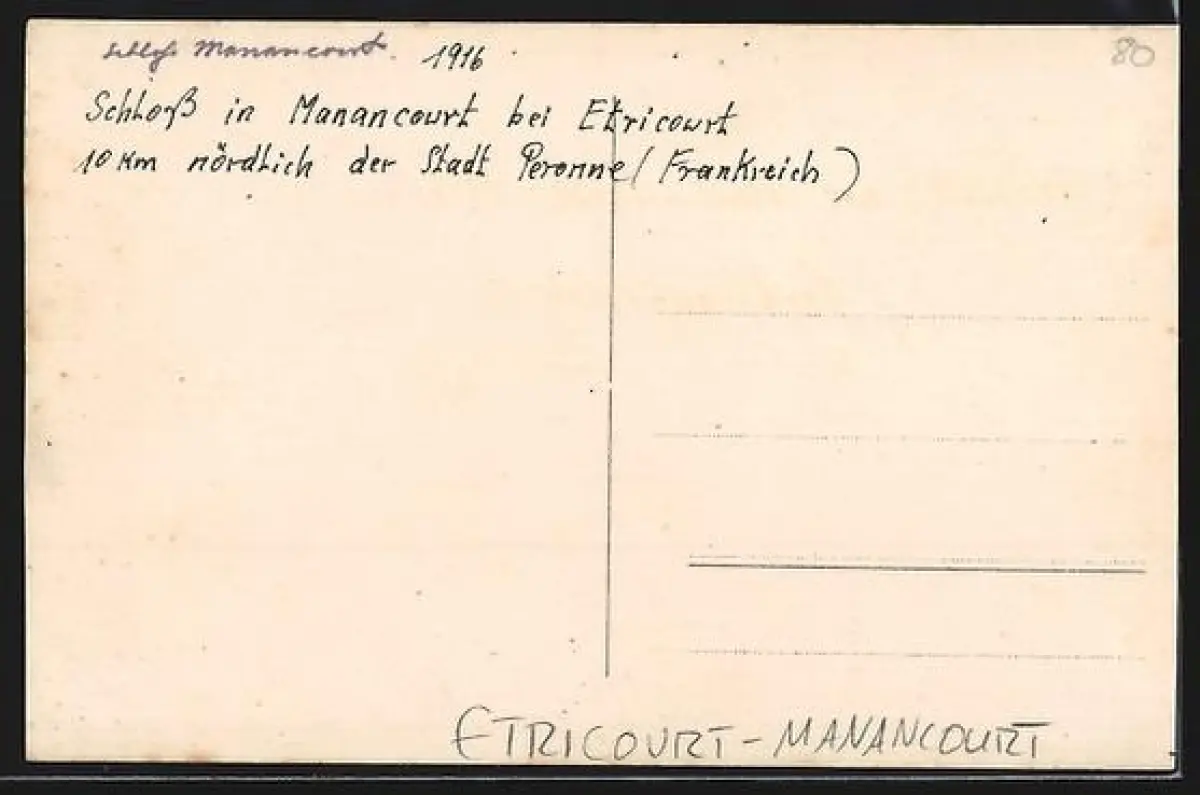 Schloß Manancourt. 1916
80
Schloß in Manancourt bei Etricourt
10 Km nördlich der Stadt Peronne (Frankreich)
ETRICOURT - MANANCOURT